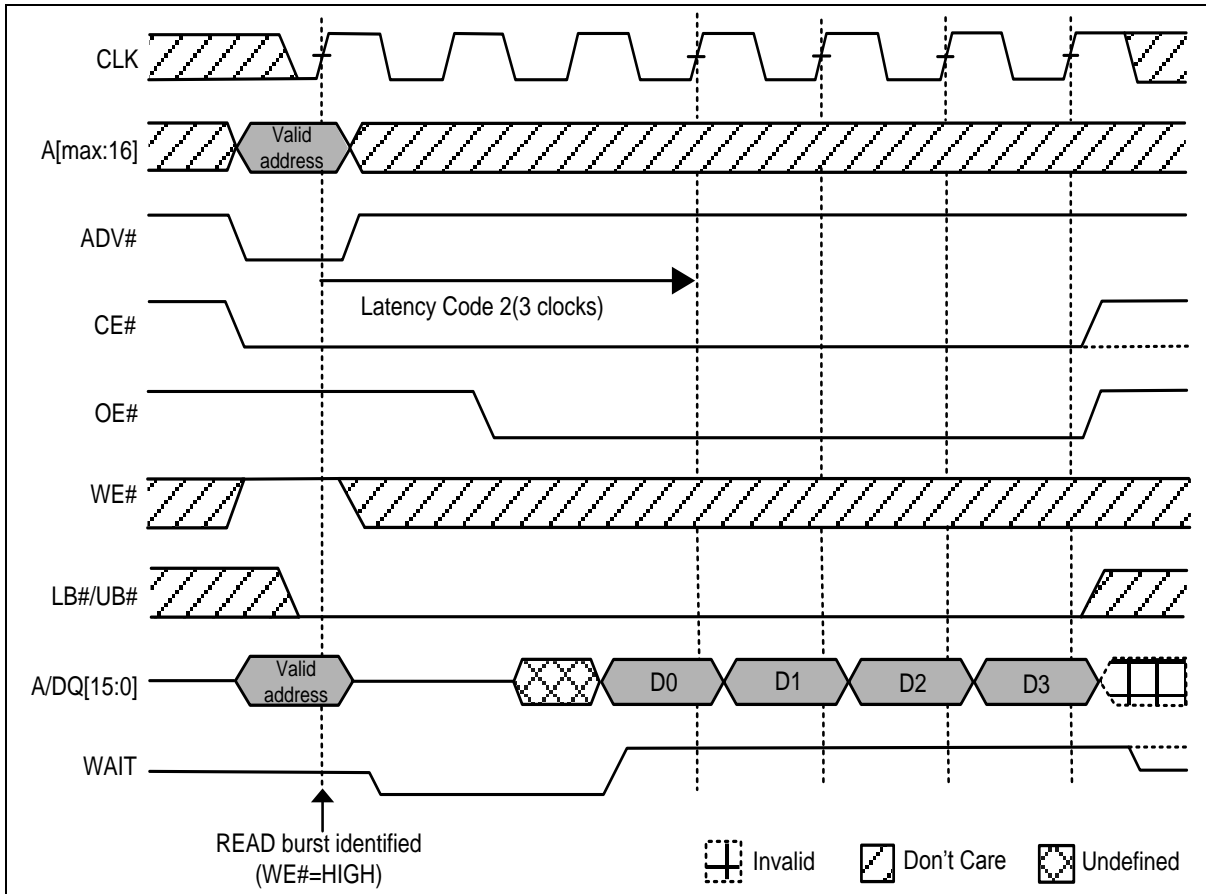 CLK
A[max:16]
Valid
address
ADV#
Latency Code 2(3 clocks)
CE#
OE#
WE#
LB#/UB#
A/DQ[15:0]
Valid
address
D0
D1
D2
D3
WAIT
READ burst identified
(WE#=HIGH)
Invalid
Don't Care
Undefined